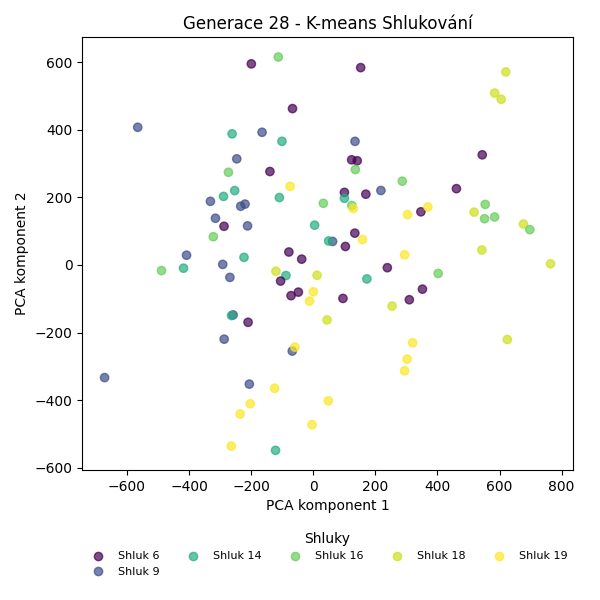 Generace 28 - K-means Shlukování
PCA komponent 2
600
400
200
0
−200
−400
−600
−600 −400 −200 0 200 400 600 800
PCA komponent 1
Shluky
Shluk 6 Shluk 14 Shluk 16 Shluk 18 Shluk 19
Shluk 9